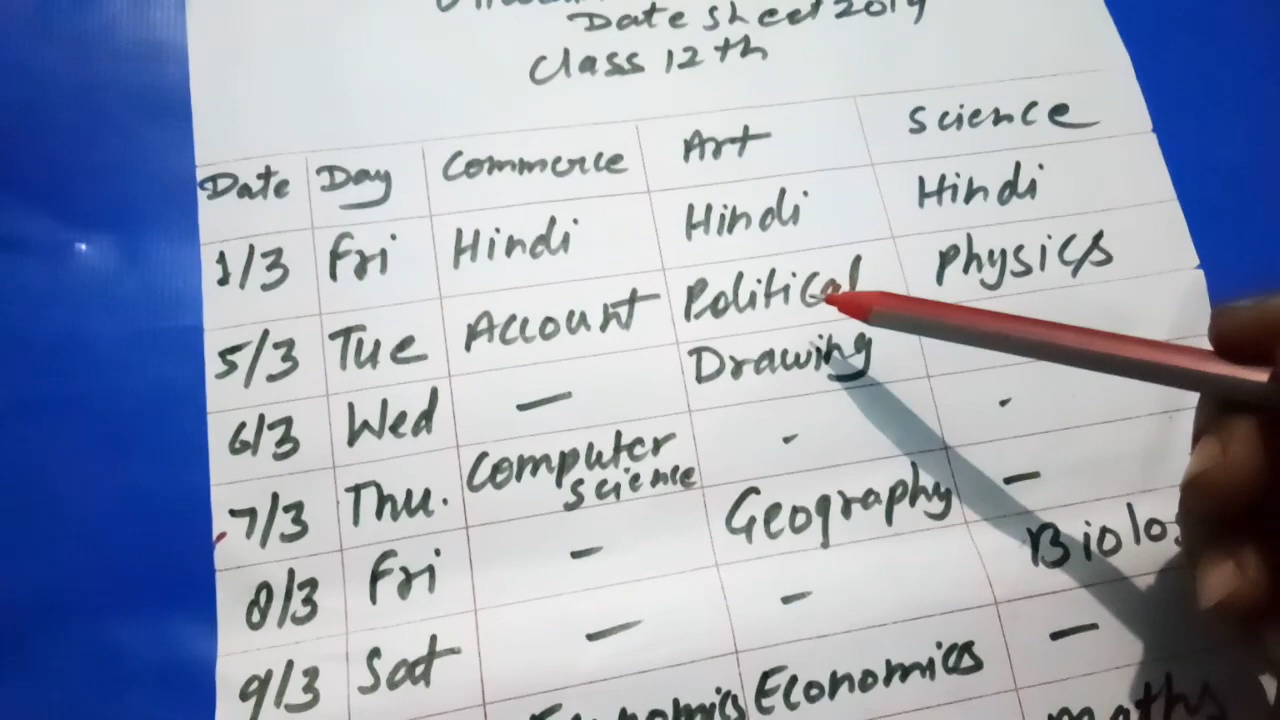 Date sheet 2019
Class 12th
Date Day Commerce Art Science
1/3 Fri Hindi Hindi Hindi
5/3 Tue Account Political Physics
6/3 Wed — Drawing -
7/3 Thu. Computer science - —
8/3 Fri — Geography
9/3 Sat — —
Economics —
maths